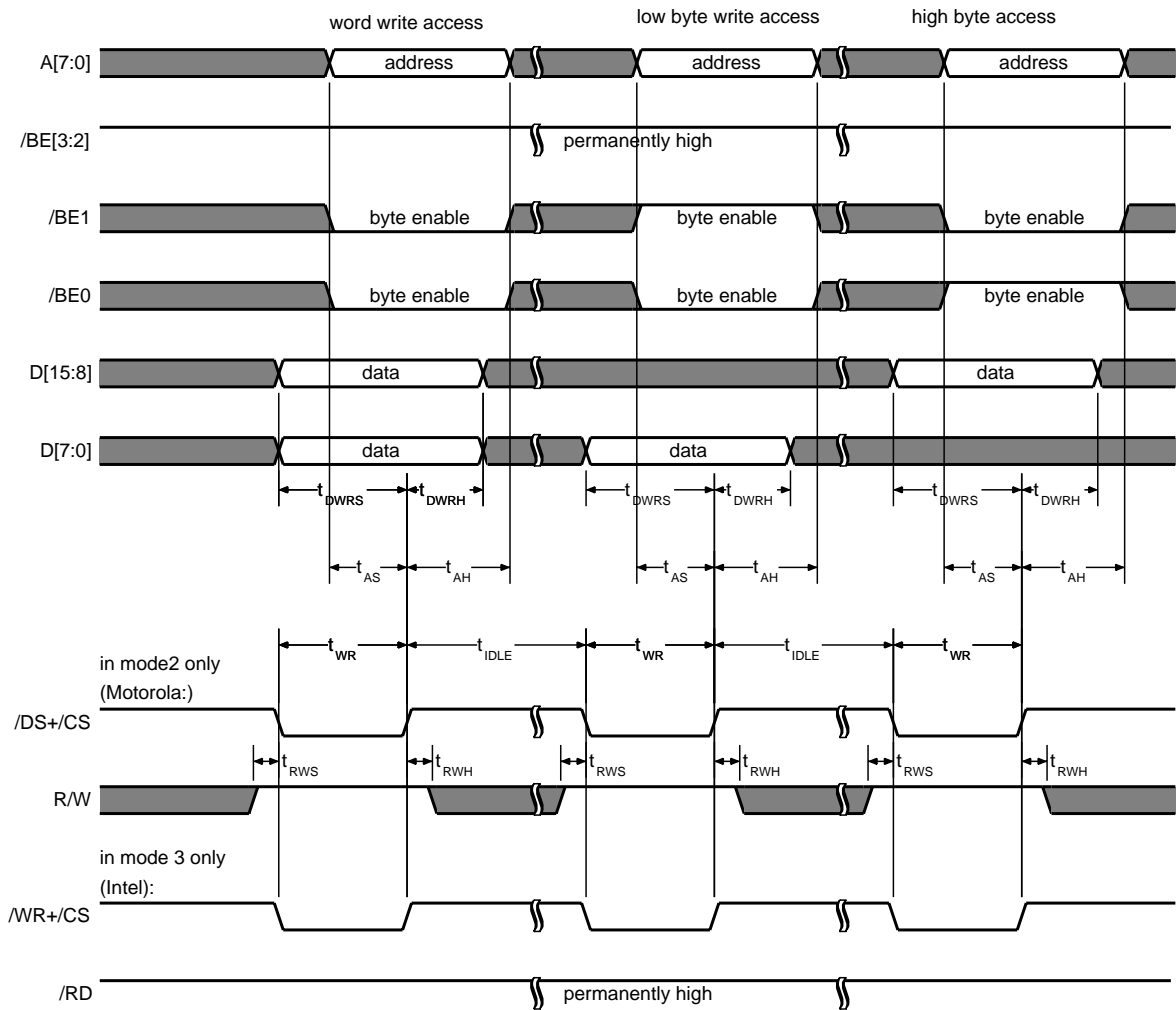 word write access low byte write access high byte access
A[7:0] address address address
/BE[3:2] permanently high
/BE1 byte enable byte enable byte enable
/BE0 byte enable byte enable byte enable
D[15:8] data data
D[7:0] data data
tDWRS tDWRH tDWRS tDWRH tDWRS tDWRH
tAS tAH tAS tAH tAS tAH
tWR tIDLE tWR tIDLE tWR
in mode2 only
(Motorola:)
/DS+/CS
tRWS tRWH tRWS tRWH tRWS tRWH
R/W
in mode 3 only
(Intel):
/WR+/CS
/RD permanently high